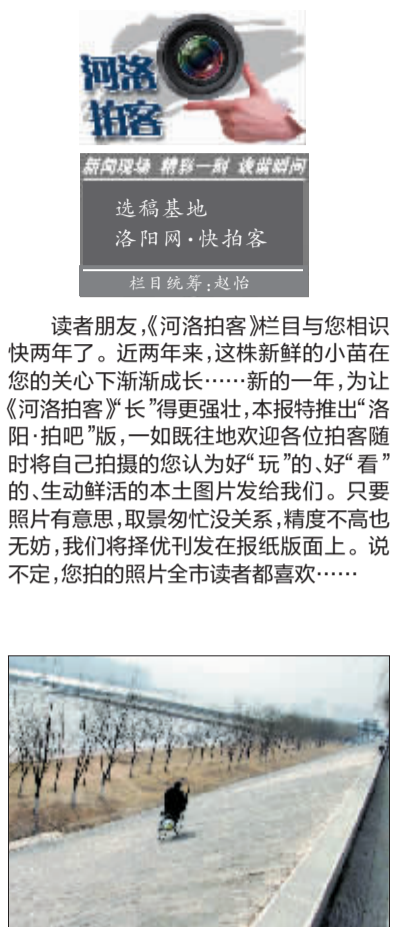 河洛
拍客
新闻现场 精彩一刻 诙谐瞬间
选稿基地
洛阳网·快拍客
栏目统筹:赵怡
读者朋友,《河洛拍客》栏目与您相识
快两年了。近两年来,这株新鲜的小苗在
您的关心下渐渐成长……新的一年,为让
《河洛拍客》“长”得更强壮,本报特推出“洛
阳·拍吧”版,一如既往地欢迎各位拍客随
时将自己拍摄的您认为好“玩”的、好“看”
的、生动鲜活的本土图片发给我们。只要
照片有意思,取景匆忙没关系,精度不高也
无妨,我们将择优刊发在报纸版面上。说
不定,您拍的照片全市读者都喜欢……